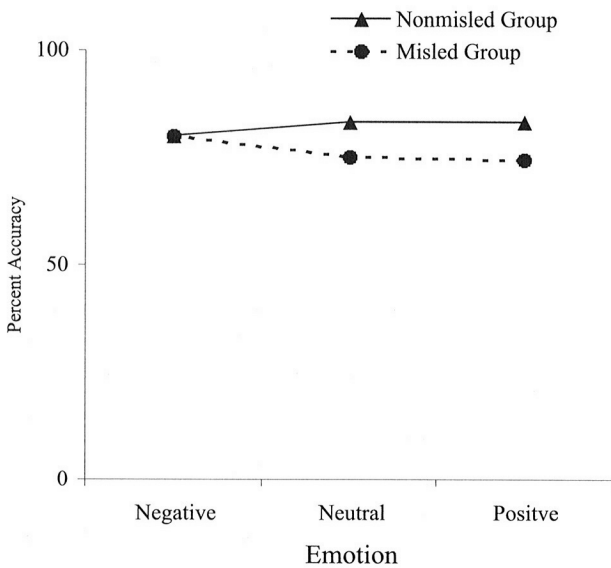 Nonmisled Group
Misled Group
100
50
0
Percent Accuracy
Negative
Neutral
Positve
Emotion